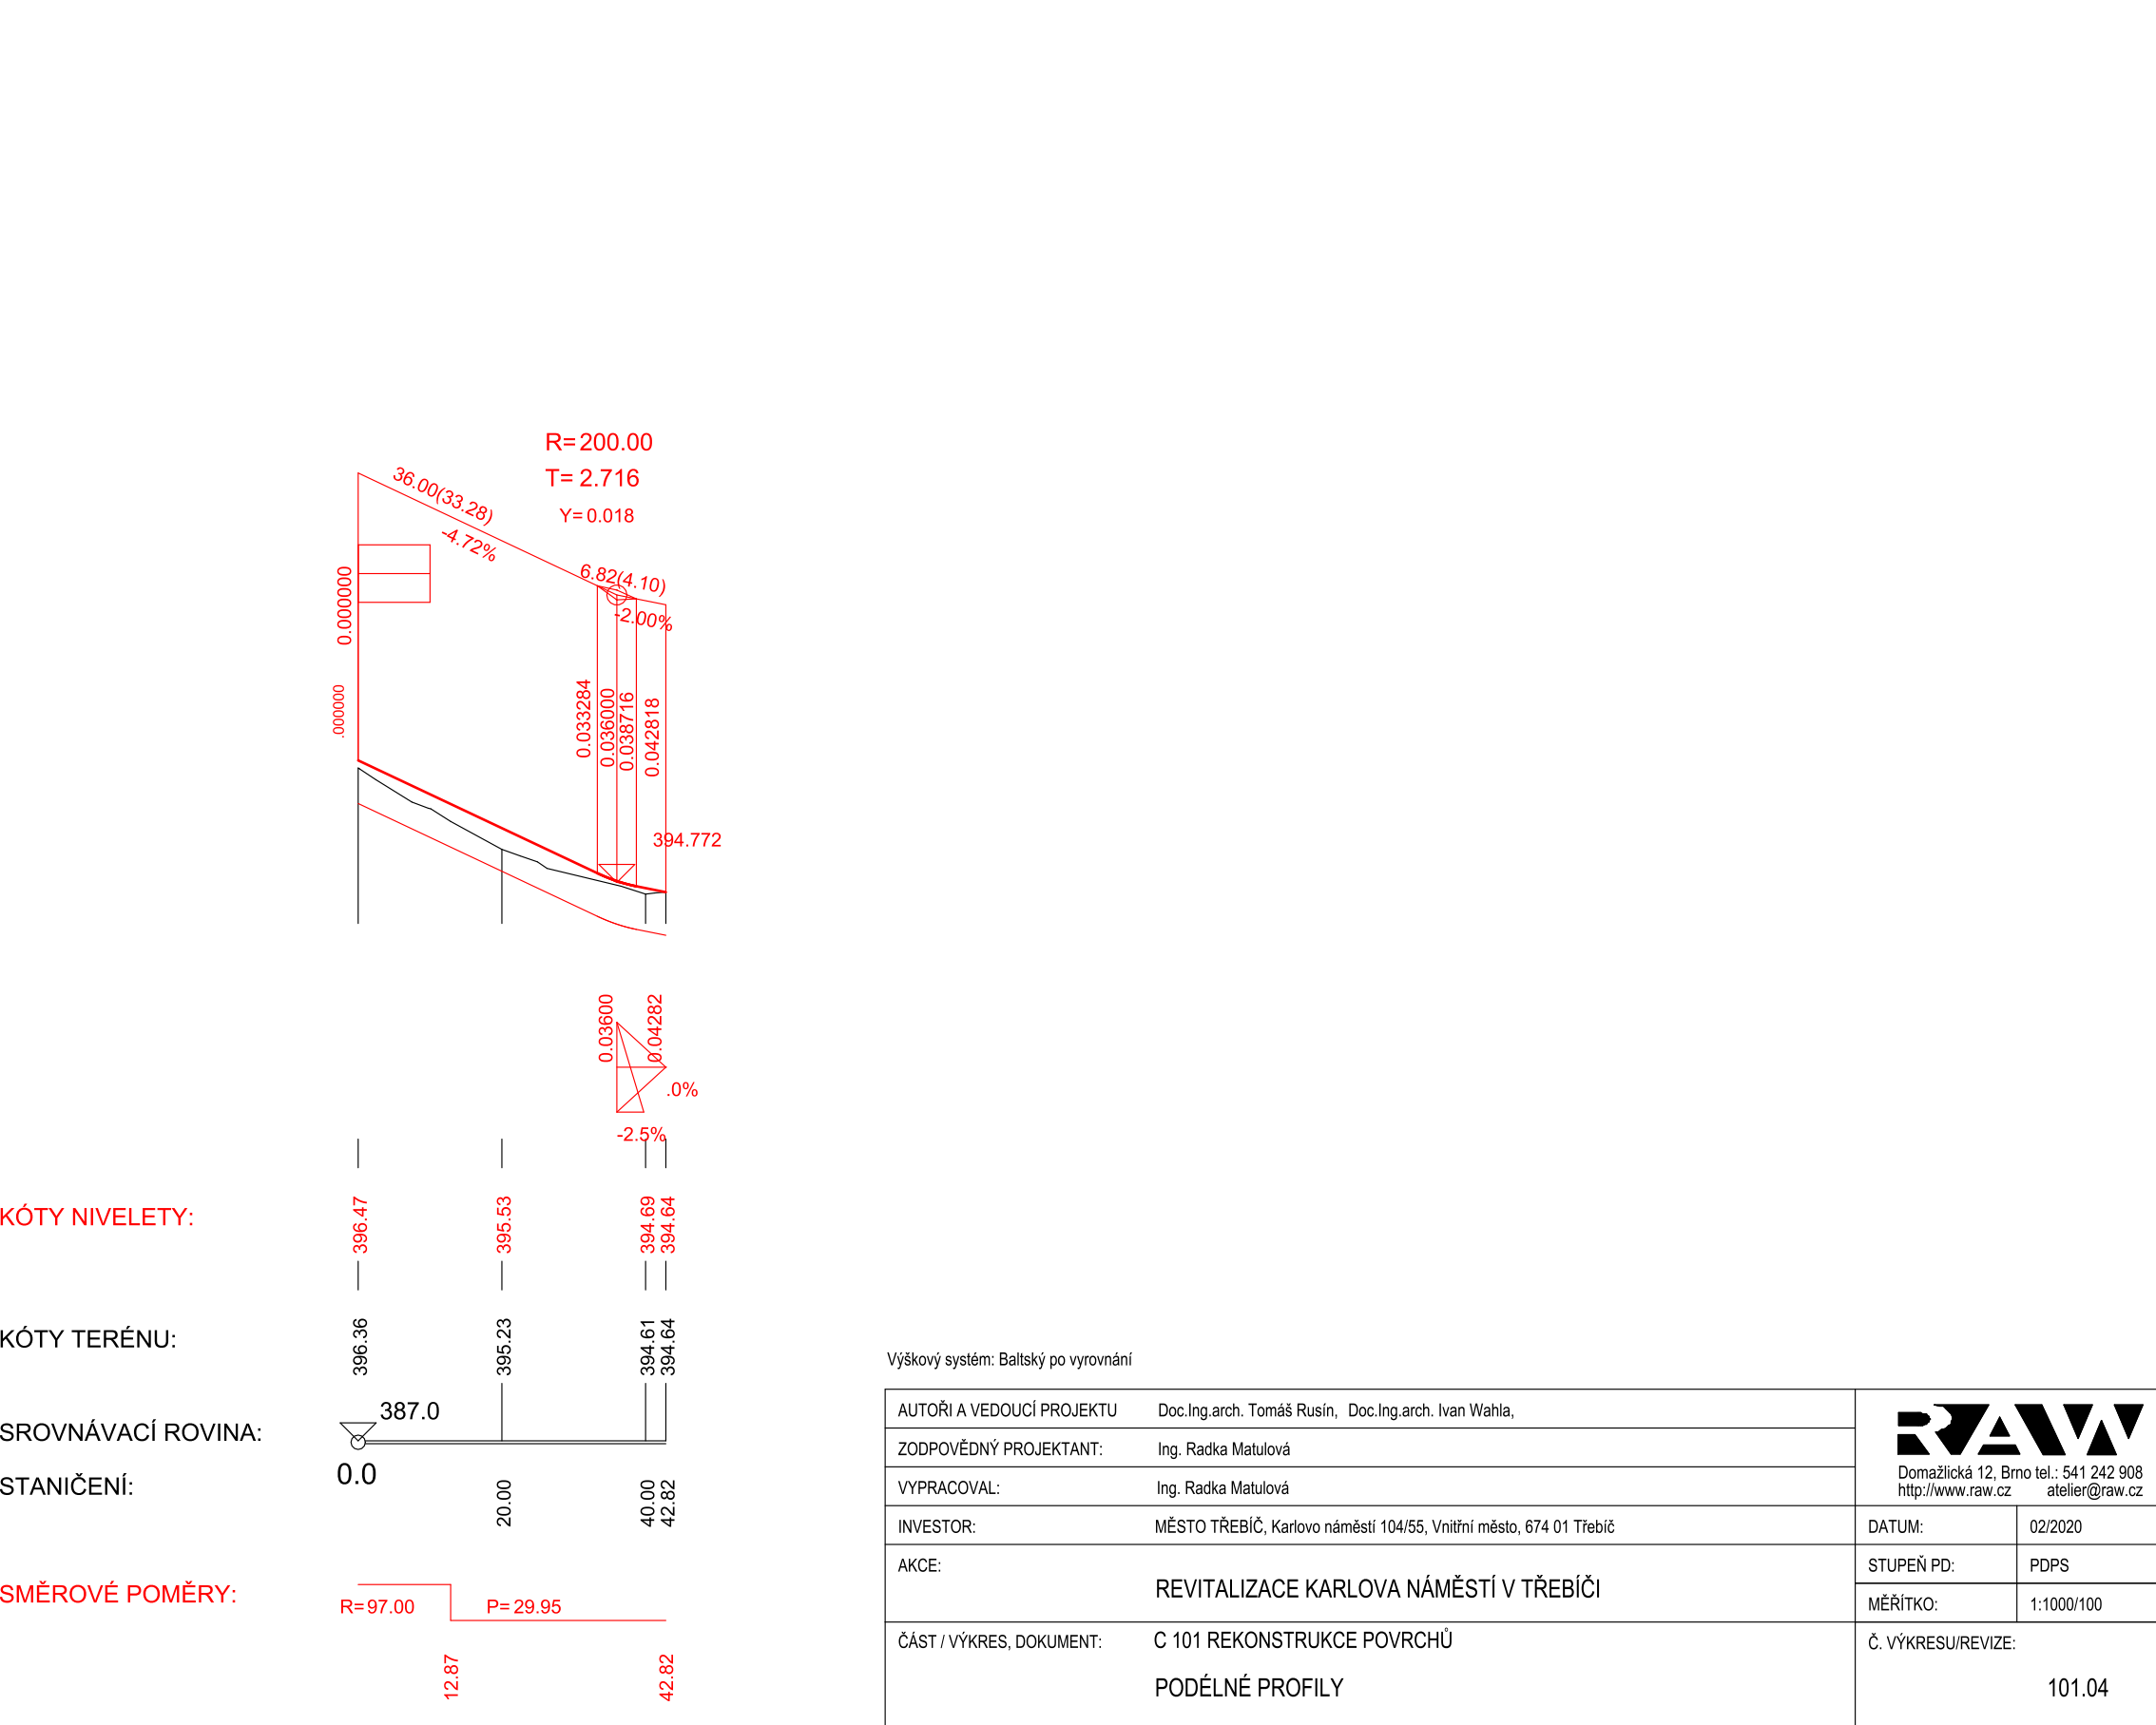 R= 200.00
T= 2.716
Y= 0.018
36.00(33.28)
-4.72%
6.82(4.10)
-2.00%
0.000000
.000000
0.033284
0.036000
0.038716
0.042818
394.772
0.03600
0.04282
.0%
-2.5%
KÓTY NIVELETY: 396.47 395.53 394.69 394.64
KÓTY TERÉNU: 396.36 395.23 394.61 394.64
SROVNÁVACÍ ROVINA: 387.0
STANIČENÍ: 0.0 20.00 40.00 42.82
SMĚROVÉ POMĚRY: R= 97.00 P= 29.95
12.87 42.82
Výškový systém: Baltský po vyrovnání
AUTOŘI A VEDOUCÍ PROJEKTU Doc.Ing.arch. Tomáš Rusín, Doc.Ing.arch. Ivan Wahla,
ZODPOVĚDNÝ PROJEKTANT: Ing. Radka Matulová
VYPRACOVAL: Ing. Radka Matulová
INVESTOR: MĚSTO TŘEBÍČ, Karlovo náměstí 104/55, Vnitřní město, 674 01 Třebíč
AKCE:
REVITALIZACE KARLOVA NÁMĚSTÍ V TŘEBÍČI
ČÁST / VÝKRES, DOKUMENT: C 101 REKONSTRUKCE POVRCHŮ
PODÉLNÉ PROFILY
RAW
Domažlická 12, Brno tel.: 541 242 908
http://www.raw.cz atelier@raw.cz
DATUM: 02/2020
STUPEŇ PD: PDPS
MĚŘÍTKO: 1:1000/100
Č. VÝKRESU/REVIZE:
101.04